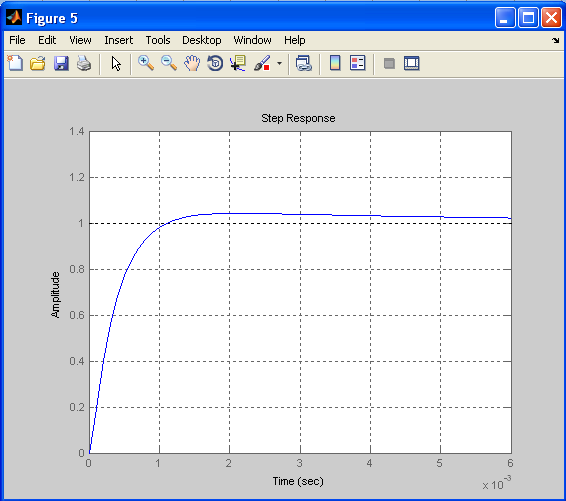 Figure 5
File Edit View Insert Tools Desktop Window Help
Step Response
1.4
1.2
1
0.8
0.6
0.4
0.2
0
Amplitude
0 1 2 3 4 5 6
Time (sec)
x 10^-3